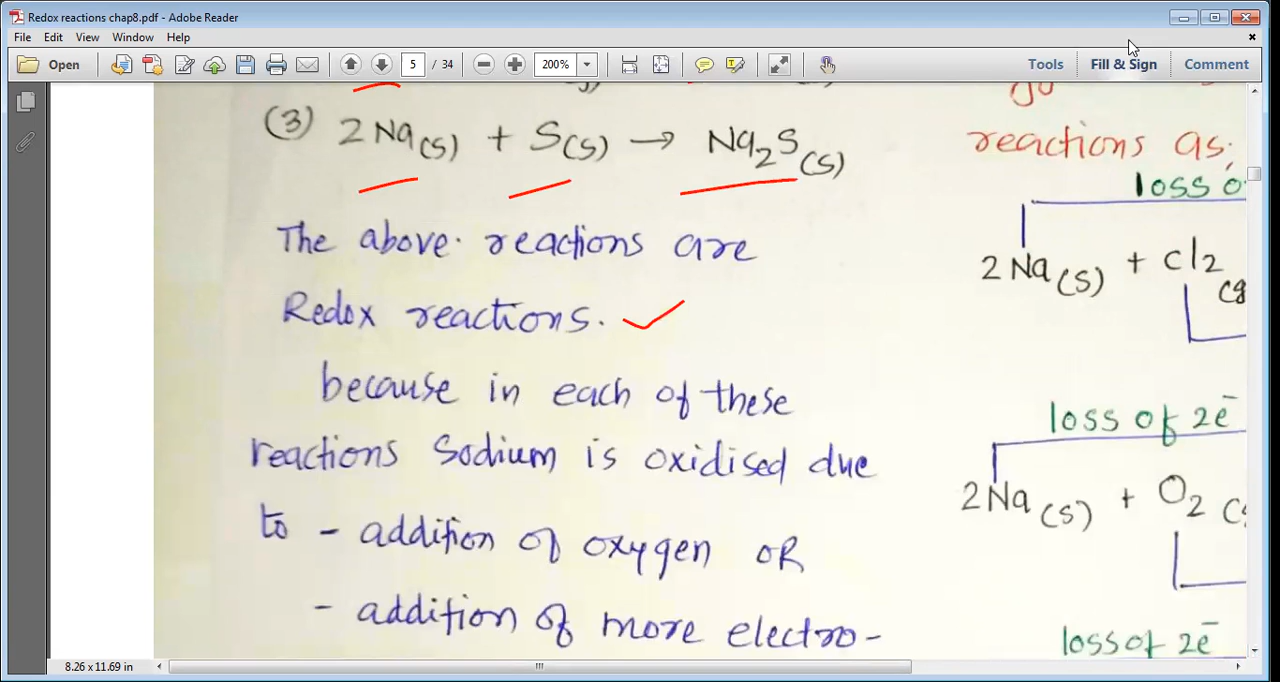 Redox reactions chap8.pdf - Adobe Reader
File Edit View Window Help
Open 5 / 34 200% Tools Fill & Sign Comment
(3) 2Na(s) + S(s) → Na2S(s)
The above reactions are
Redox reactions.
because in each of these
reactions Sodium is oxidised due
to - addition of oxygen OR
- addition of more electro-
reactions as:
loss o
2Na(s) + Cl2
(g
loss of 2e⁻
2Na(s) + O2 (
loss of 2e⁻
8.26 x 11.69 in